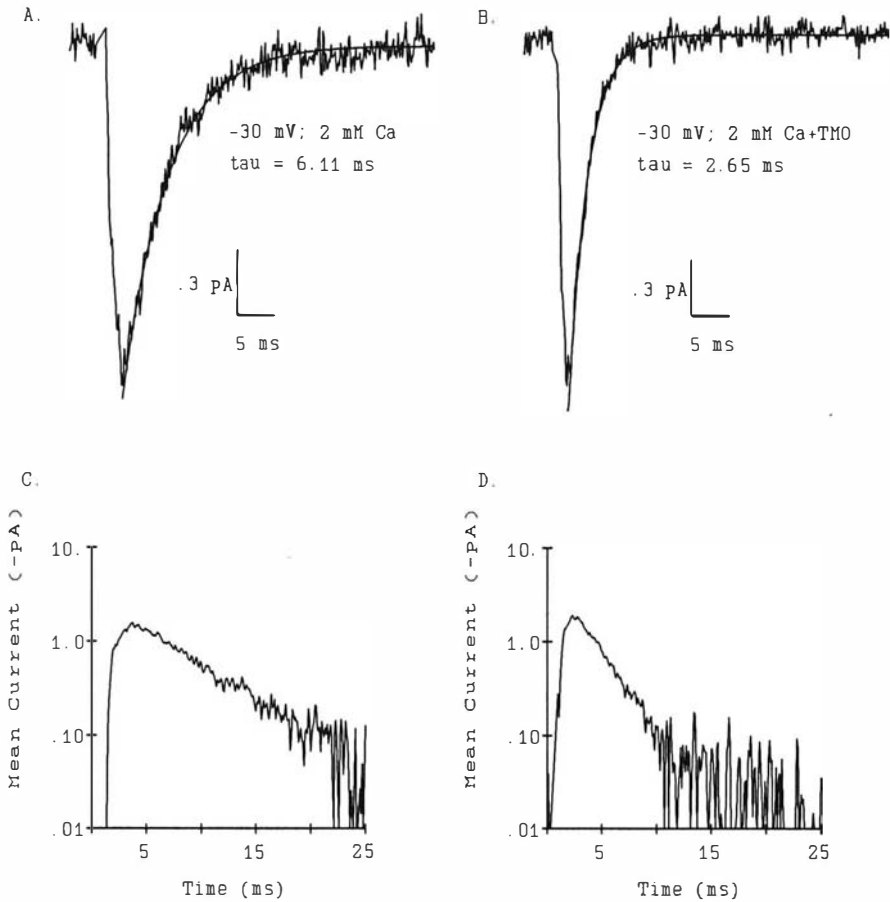 A.
-30 mV; 2 mM Ca
tau = 6.11 ms
.3 pA
5 ms
B.
-30 mV; 2 mM Ca+TMO
tau = 2.65 ms
.3 pA
5 ms
C.
Mean Current (-pA)
10.
1.0
.10
.01
5
15
25
Time (ms)
D.
Mean Current (-pA)
10.
1.0
.10
.01
5
15
25
Time (ms)